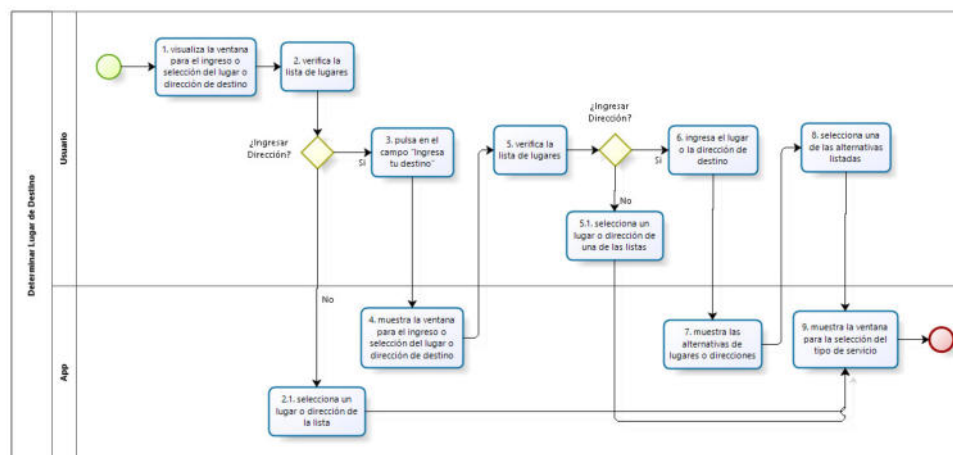 Determinar Lugar de Destino
Usuario
1. visualiza la ventana
para el ingreso o
selección del lugar o
dirección de destino
2. verifica la
lista de lugares
¿Ingresar
Dirección?
Si
3. pulsa en el
campo "Ingresa
tu destino"
5. verifica la
lista de lugares
¿Ingresar
Dirección?
Si
6. ingresa el lugar
o la dirección de
destino
8. selecciona una
de las alternativas
listadas
No
5.1. selecciona un
lugar o dirección de
una de las listas
App
No
4. muestra la ventana
para el ingreso o
selección del lugar o
dirección de destino
7. muestra las
alternativas de
lugares o direcciones
9. muestra la ventana
para la selección del
tipo de servicio
2.1. selecciona un
lugar o dirección de
la lista